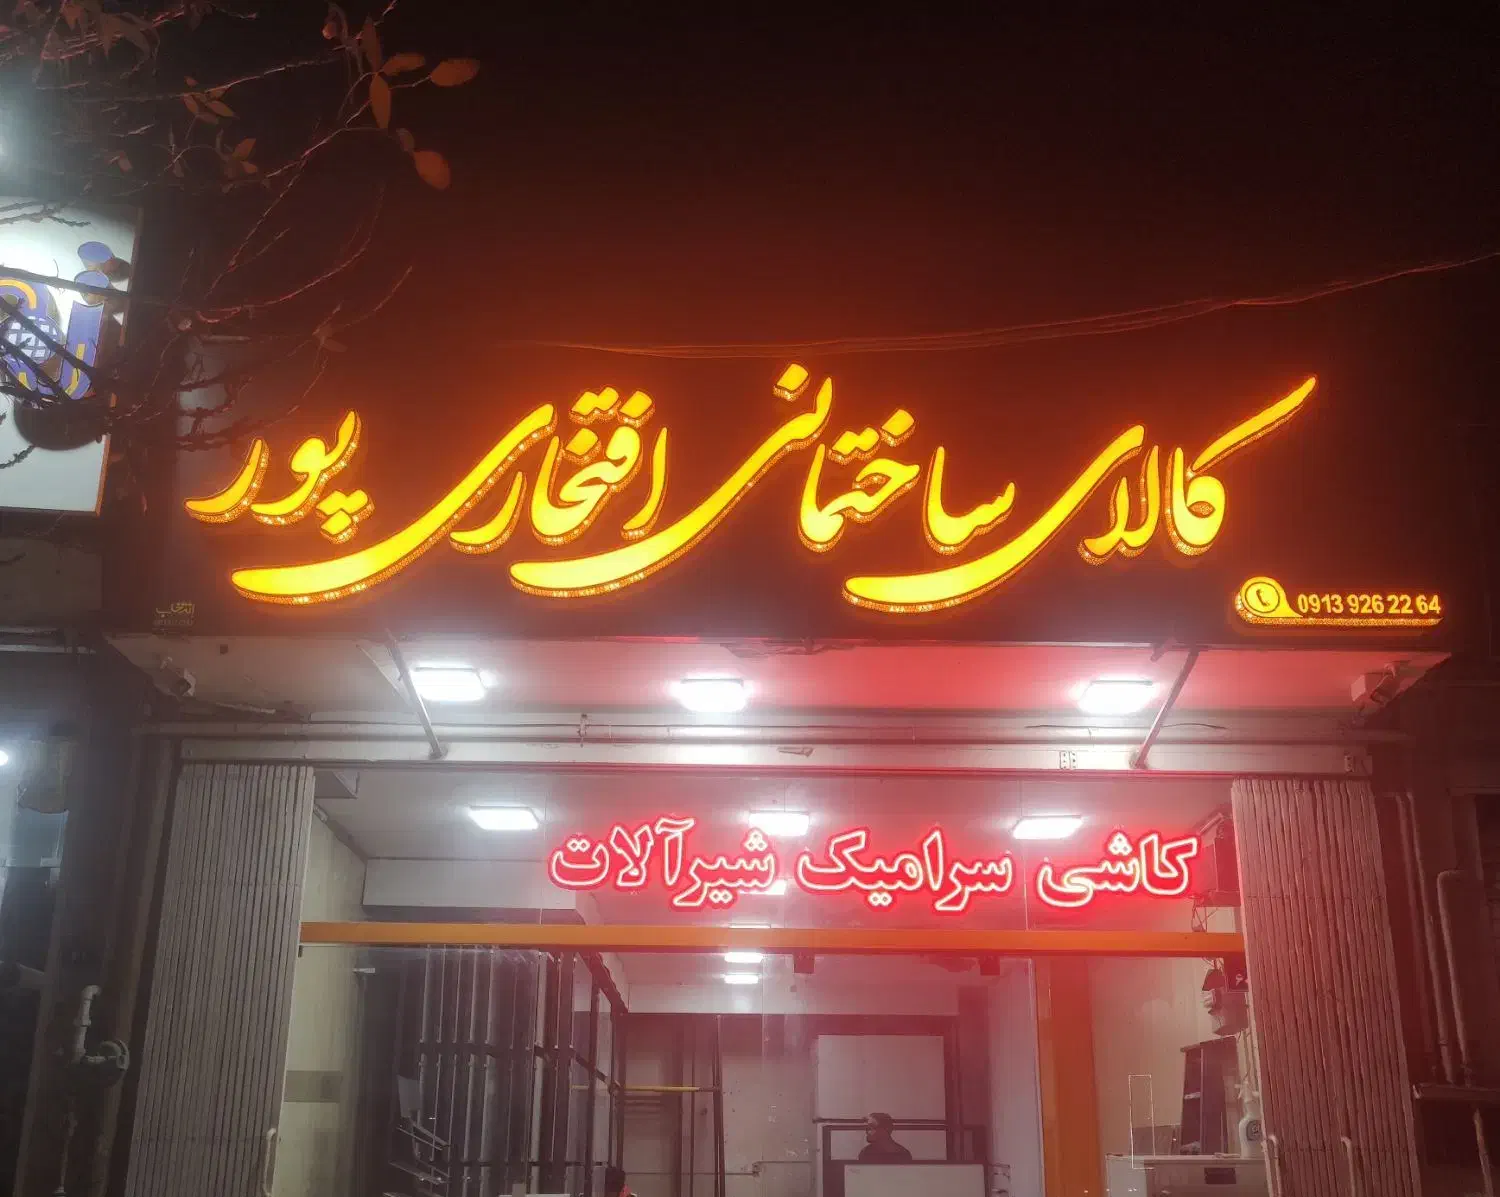 کالای ساختمانی افتخاری پور
0913 926 22 64
کاشی سرامیک شیرآلات